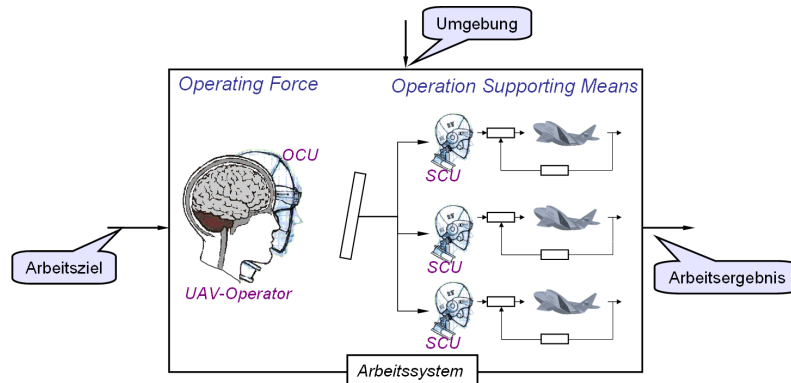 Umgebung
Operating Force
Operation Supporting Means
OCU
SCU
Arbeitsziel
SCU
Arbeitsergebnis
UAV-Operator
SCU
Arbeitssystem